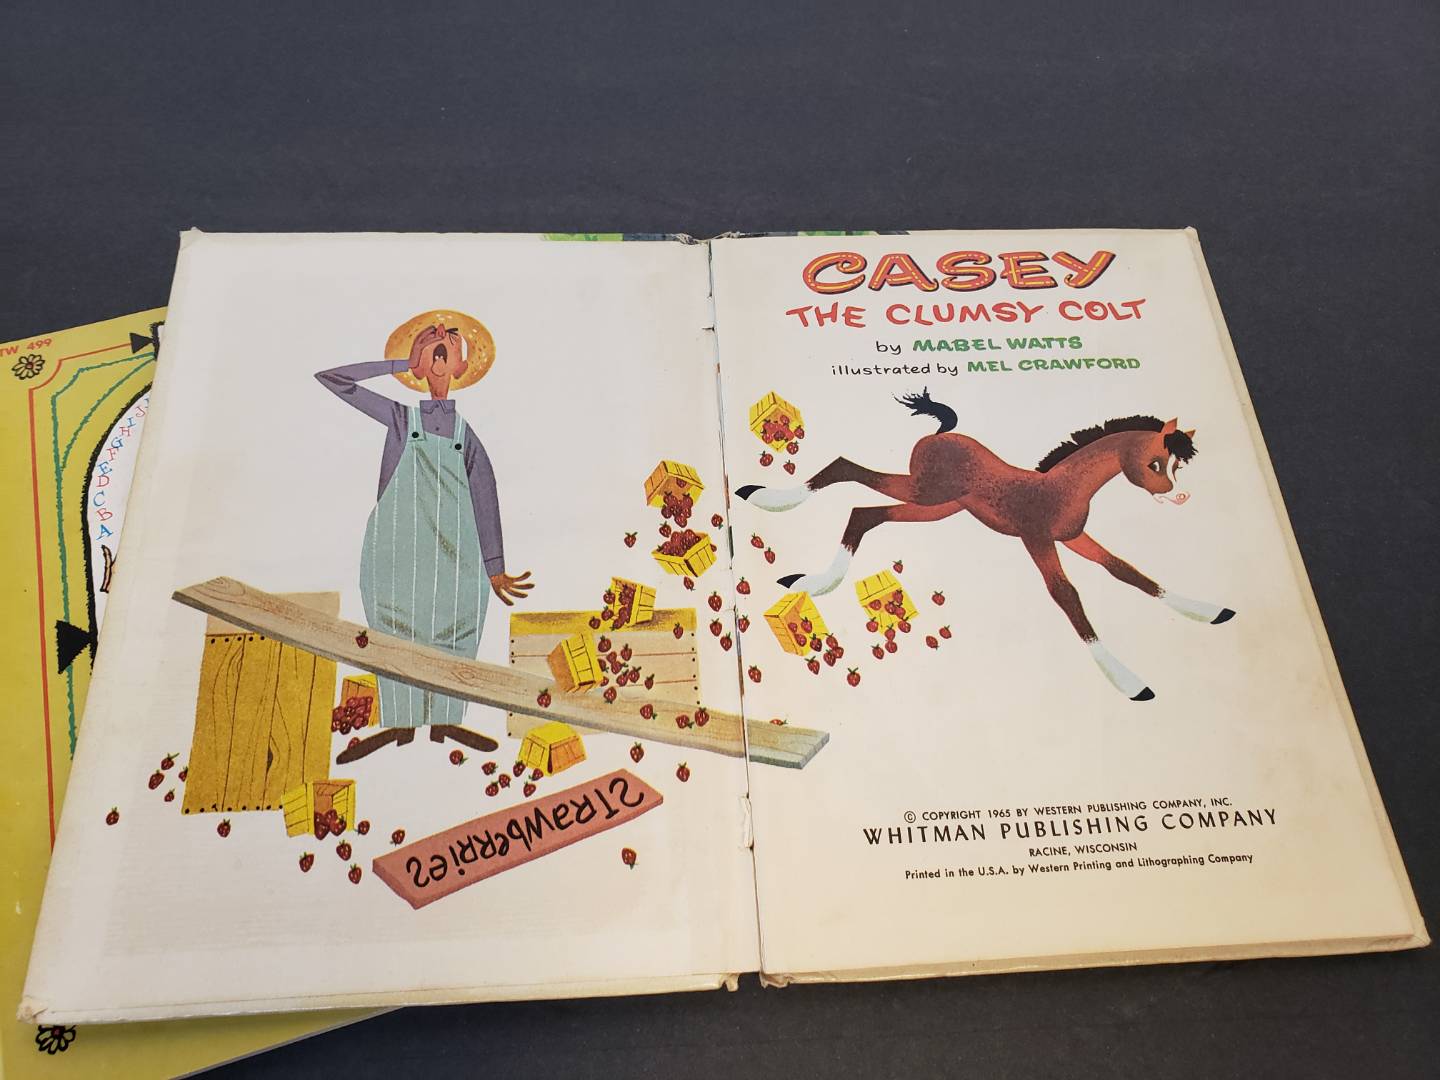 TW 499
J
I
H
G
F
E
D
C
B
A
Strawberries
CASEY
THE CLUMSY COLT
by MABEL WATTS
illustrated by MEL CRAWFORD
© COPYRIGHT 1965 BY WESTERN PUBLISHING COMPANY, INC.
WHITMAN PUBLISHING COMPANY
RACINE, WISCONSIN
Printed in the U.S.A. by Western Printing and Lithographing Company